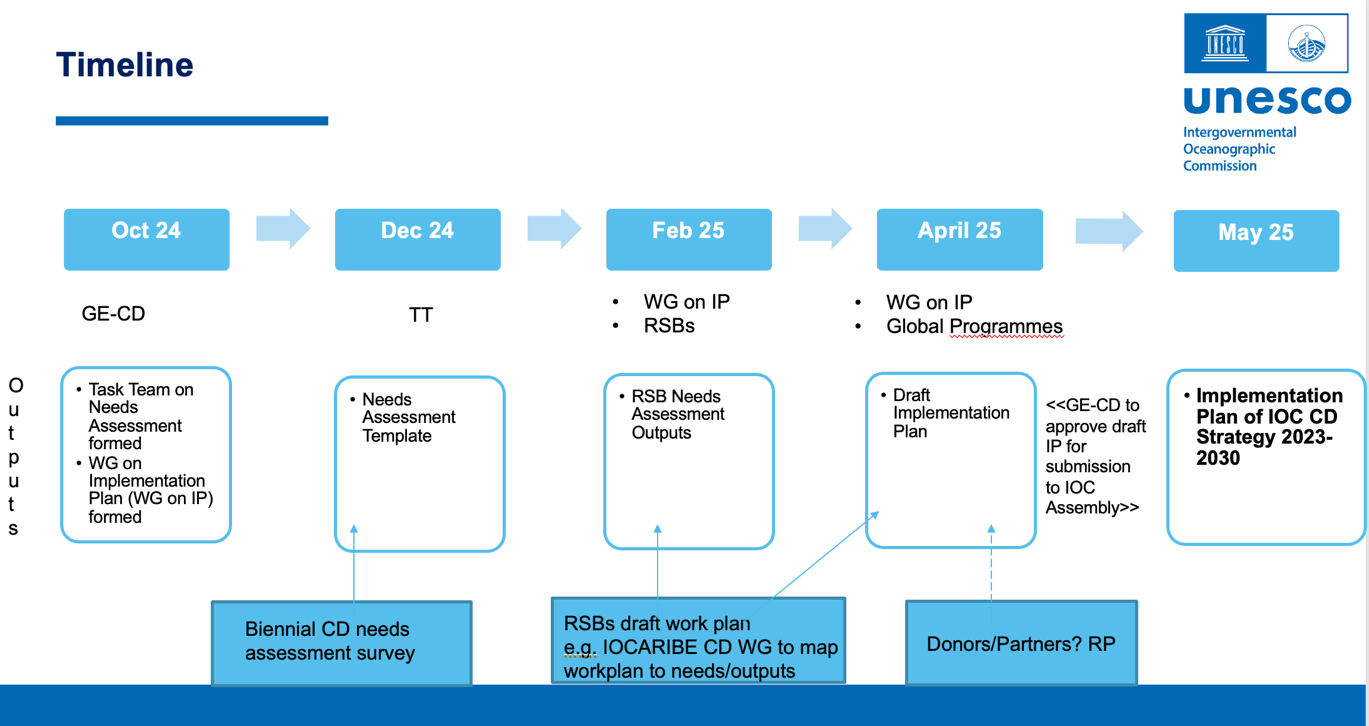 Timeline
UNESCO
unesco
Intergovernmental
Oceanographic
Commission
Oct 24
Dec 24
Feb 25
April 25
May 25
GE-CD
TT
• WG on IP
• RSBs
• WG on IP
• Global Programmes
Outputs
• Task Team on
Needs
Assessment
formed
• WG on
Implementation
Plan (WG on IP)
formed
• Needs
Assessment
Template
• RSB Needs
Assessment
Outputs
• Draft
Implementation
Plan
<<GE-CD to
approve draft
IP for
submission
to IOC
Assembly>>
• Implementation
Plan of IOC CD
Strategy 2023-
2030
Biennial CD needs
assessment survey
RSBs draft work plan
e.g. IOCARIBE CD WG to map
workplan to needs/outputs
Donors/Partners? RP